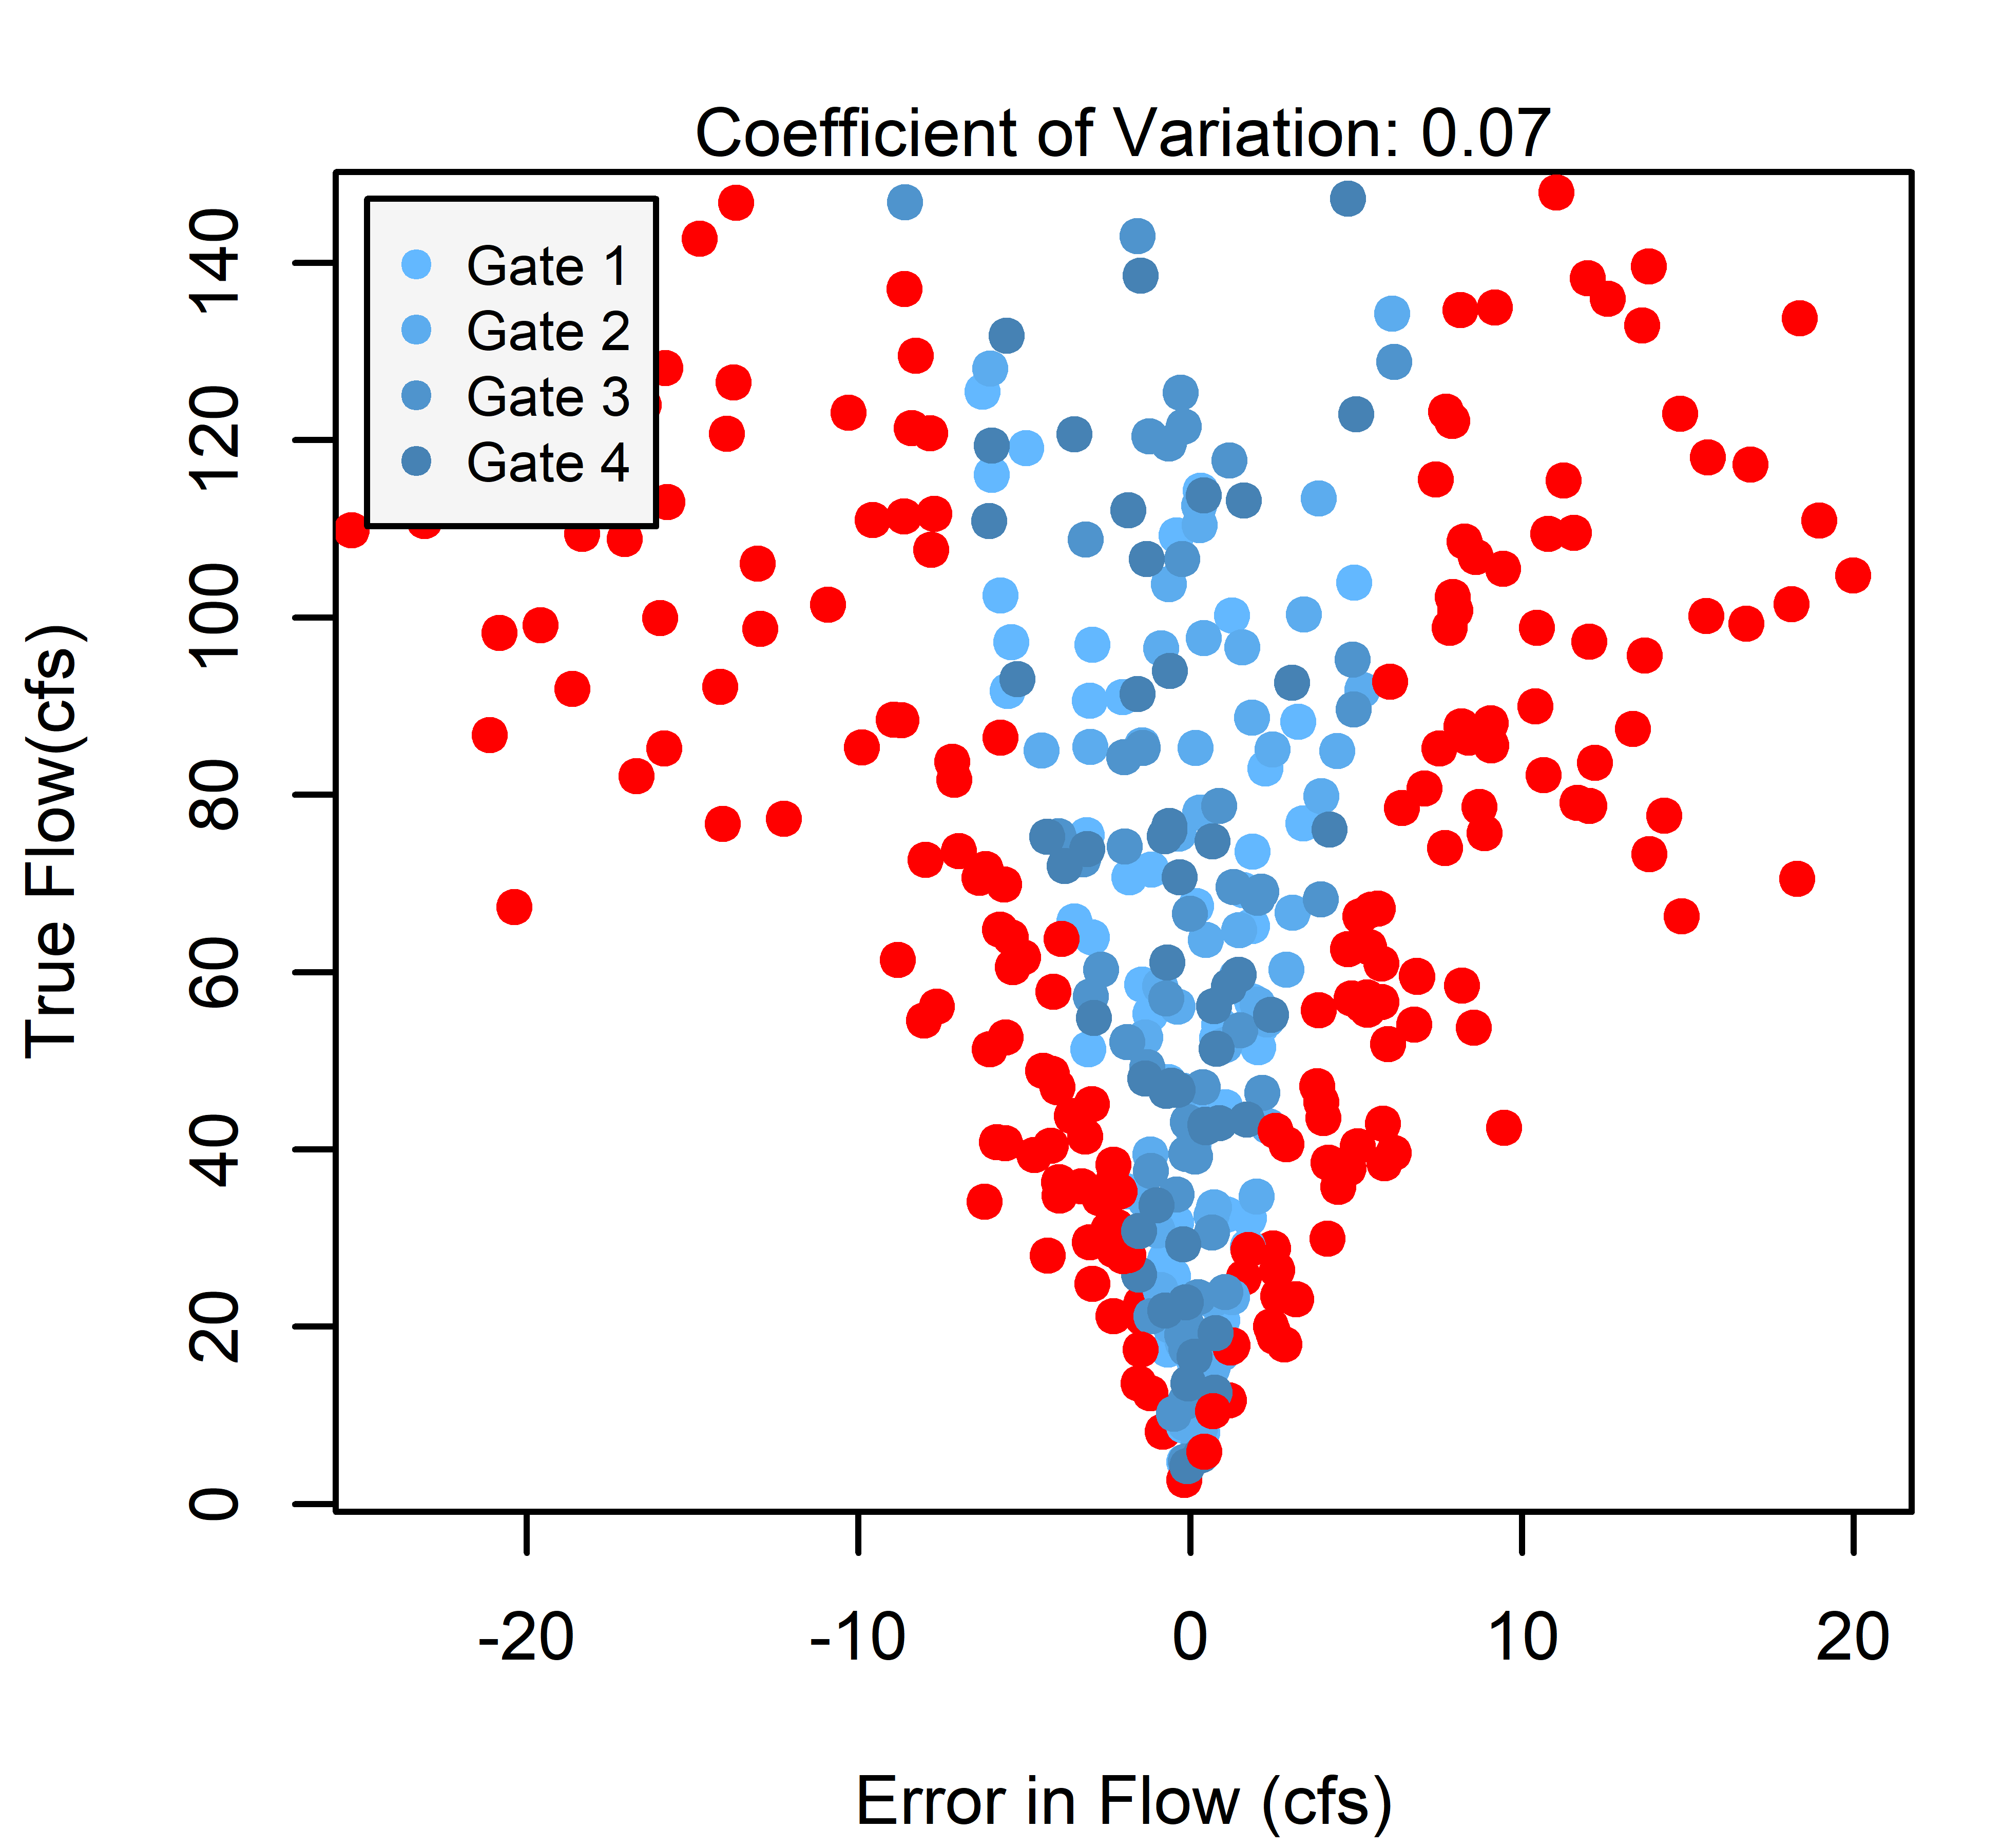 Coefficient of Variation: 0.07
Gate 1
Gate 2
Gate 3
Gate 4
True Flow(cfs)
140
120
100
80
60
40
20
0
-20 -10 0 10 20
Error in Flow (cfs)